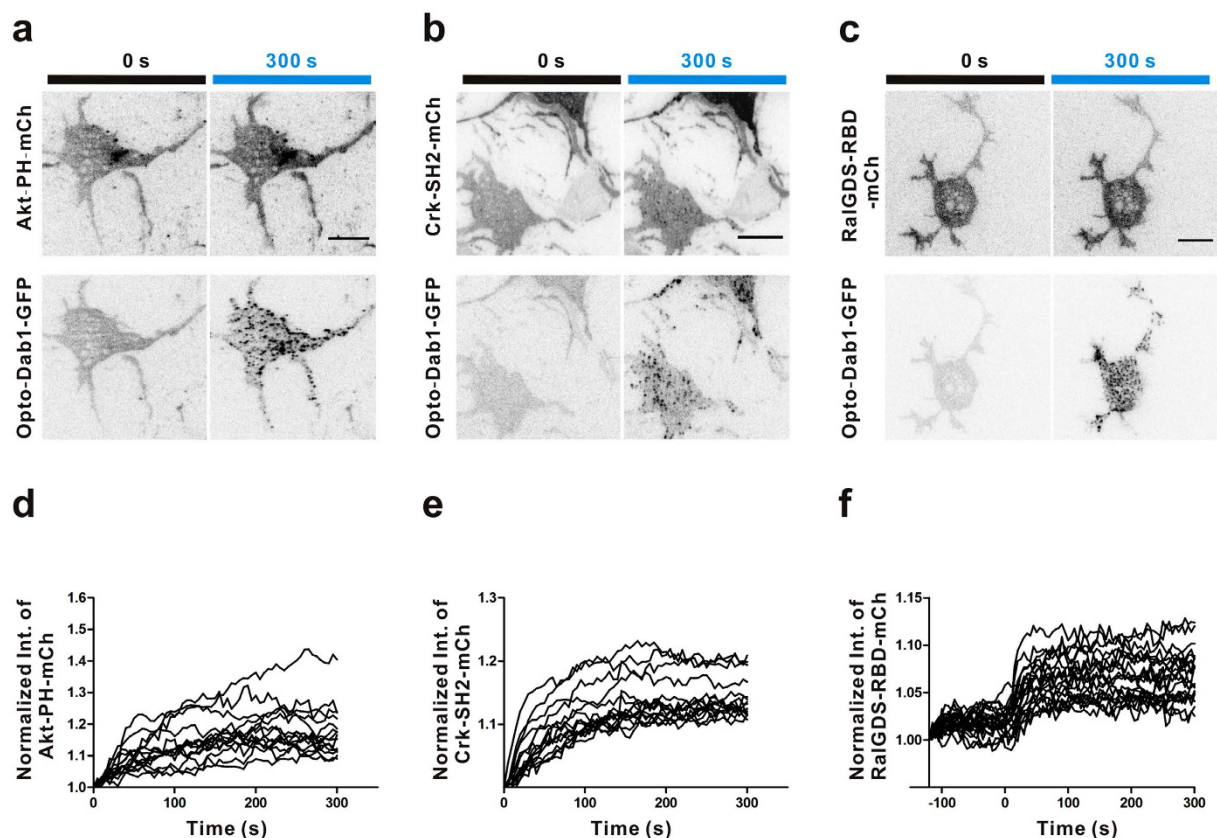 a
0 s 300 s
Akt-PH-mCh
Opto-Dab1-GFP
b
0 s 300 s
Crk-SH2-mCh
Opto-Dab1-GFP
c
0 s 300 s
RalGDS-RBD
-mCh
Opto-Dab1-GFP
d
Normalized Int. of
Akt-PH-mCh
1.6
1.5
1.4
1.3
1.2
1.1
1.0
0 100 200 300
Time (s)
e
Normalized Int. of
Crk-SH2-mCh
1.3
1.2
1.1
0 100 200 300
Time (s)
f
Normalized Int. of
RalGDS-RBD-mCh
1.15
1.10
1.05
1.00
-100 0 100 200 300
Time (s)